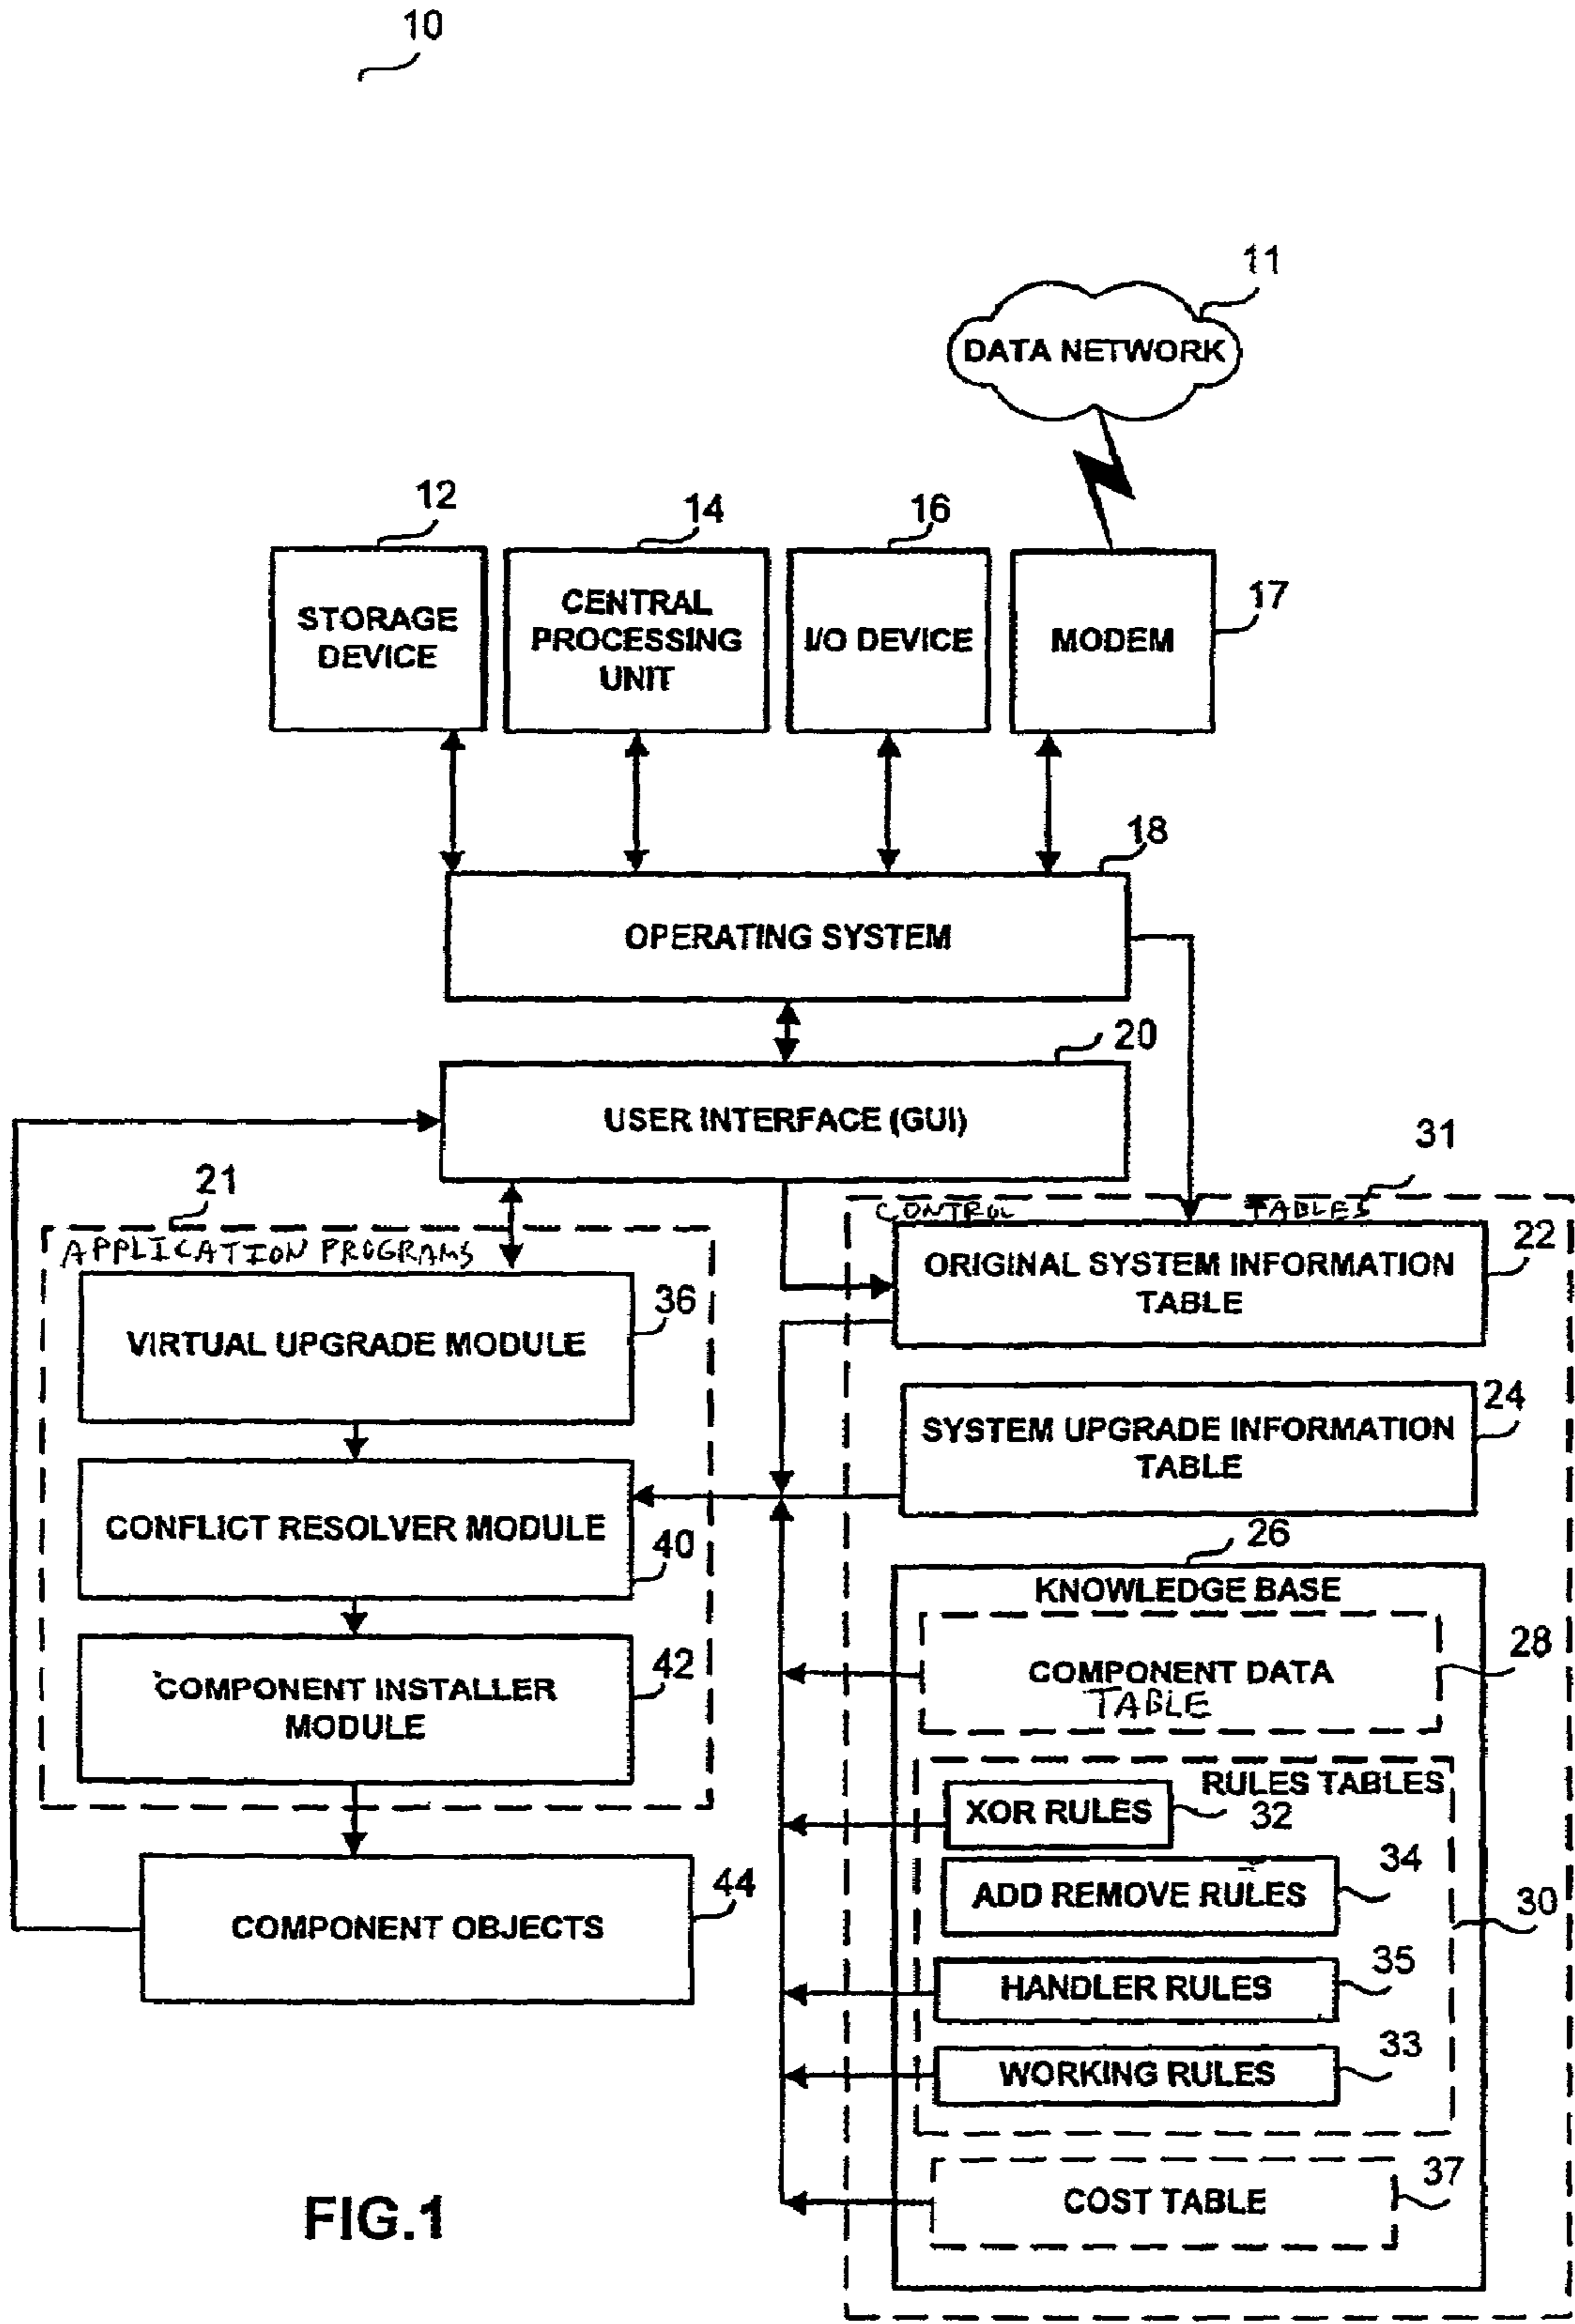 10
11
DATA NETWORK
12
14
16
17
STORAGE
DEVICE
CENTRAL
PROCESSING
UNIT
I/O DEVICE
MODEM
18
OPERATING SYSTEM
20
USER INTERFACE (GUI)
21
31
APPLICATION PROGRAMS
CONTROL TABLES
22
ORIGINAL SYSTEM INFORMATION
TABLE
36
VIRTUAL UPGRADE MODULE
24
SYSTEM UPGRADE INFORMATION
TABLE
CONFLICT RESOLVER MODULE
40
26
KNOWLEDGE BASE
28
COMPONENT DATA
TABLE
42
COMPONENT INSTALLER
MODULE
RULES TABLES
XOR RULES
32
34
ADD REMOVE RULES
30
44
COMPONENT OBJECTS
35
HANDLER RULES
33
WORKING RULES
37
COST TABLE
FIG.1